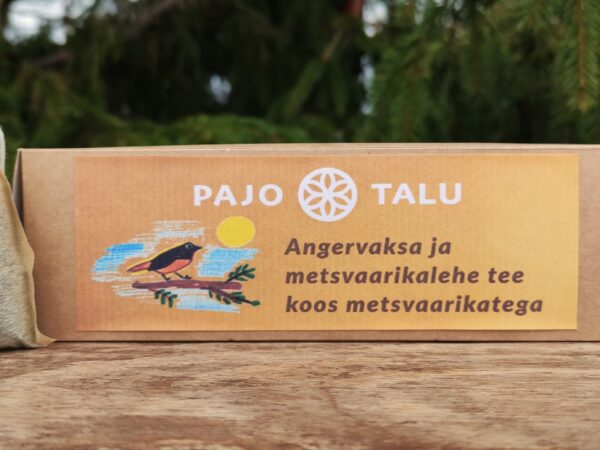 PAJO TALU
Angervaksa ja
metsvaarikalehe tee
koos metsvaarikatega